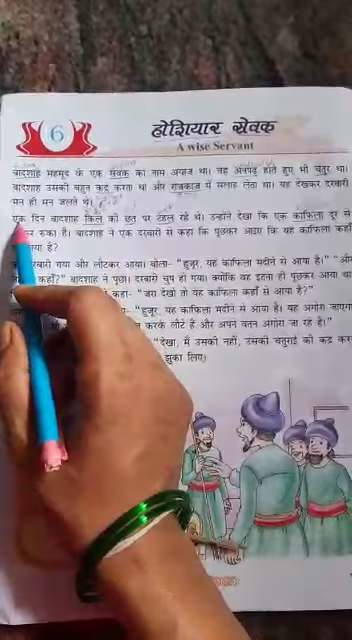 6
होशियार सेवक
A wise Servant
बादशाह महमूद के एक सेवक का नाम अयाज था। वह अनपढ़ होते हुए भी चतुर था।
बादशाह उसकी बहुत कद्र करता था और राजकाज में सलाह लेता था। यह देखकर दरबारी
मन ही मन जलते थे।
एक दिन बादशाह किले की छत पर टहल रहे थे। उन्होंने देखा कि एक काफिला दूर से
रुका है। बादशाह ने एक दरबारी से कहा कि पूछकर आइए कि यह काफिला
है?
गया और लौटकर आया। बोला- "हुजूर, यह काफिला मदीने से आया है।"
कहाँ?" बादशाह ने पूछा। दरबारी चुप हो गया। क्योंकि वह इतना ही पूछकर आया था
कहा- "जरा देखो तो यह काफिला कहाँ से आया है?"
"हुजूर, यह काफिला मदीने से आया है। यह अंगोरा जाएगा
करके लौटे हैं और अपने वतन अंगोरा जा रहे हैं।"
"देखा, मैं उसकी नहीं, उसकी चतुराई की कद्र कर
झुका लिए।